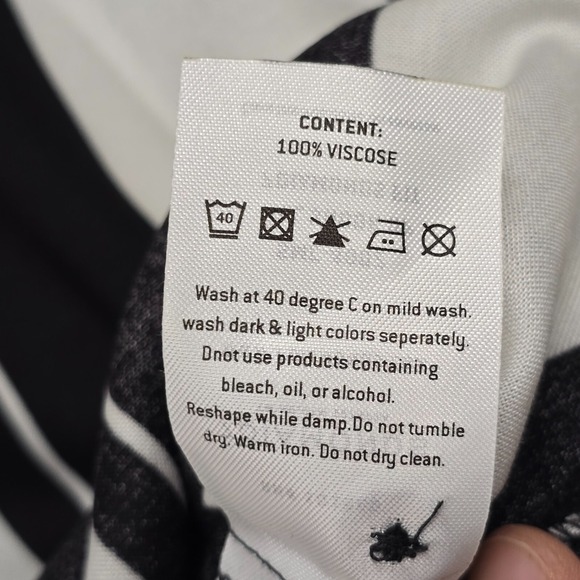 CONTENT:
100% VISCOSE
40
Wash at 40 degree C on mild wash.
wash dark & light colors seperately.
Dnot use products containing
bleach, oil, or alcohol.
Reshape while damp.Do not tumble
dry. Warm iron. Do not dry clean.